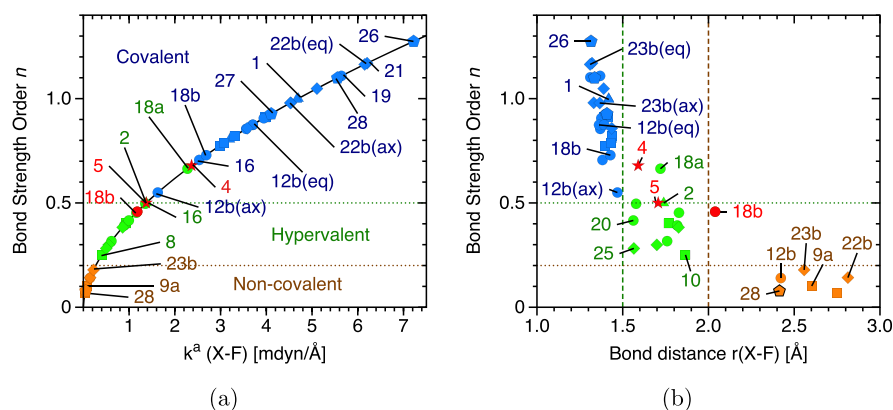 Bond Strength Order n
1.0
0.5
0
Covalent
22b(eq)
26
1
21
27
19
18b
18a
28
2
22b(ax)
5
16
4
12b(eq)
18b
16
12b(ax)
Hypervalent
8
23b
9a
Non-covalent
28
1 2 3 4 5 6 7
kᵃ (X-F) [mdyn/Å]
(a)
Bond Strength Order n
1.0
0.5
0
26
23b(eq)
1
23b(ax)
12b(eq)
4
18b
18a
12b(ax)
5
2
18b
20
25
10
12b
23b
9a
22b
28
1.0 1.5 2.0 2.5 3.0
Bond distance r(X-F) [Å]
(b)